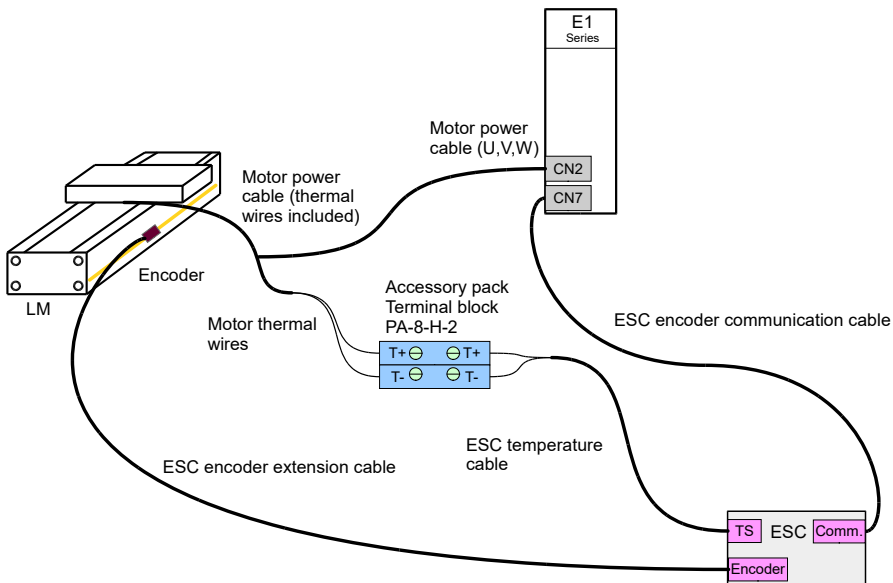 E1
Series
Motor power
cable (U,V,W)
CN2
CN7
Motor power
cable (thermal
wires included)
Encoder
LM
Accessory pack
Terminal block
PA-8-H-2
Motor thermal
wires
T+ T+
T- T-
ESC encoder communication cable
ESC temperature
cable
ESC encoder extension cable
TS ESC Comm.
Encoder